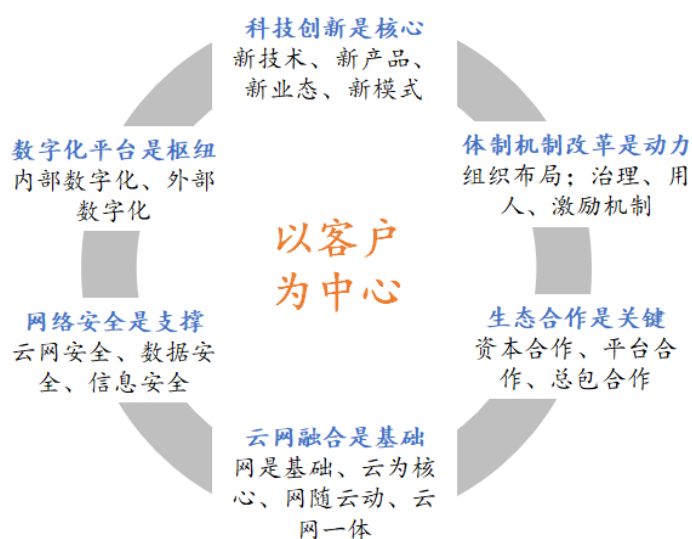 科技创新是核心
新技术、新产品、
新业态、新模式
体制机制改革是动力
组织布局；治理、用
人、激励机制
生态合作是关键
资本合作、平台合
作、总包合作
云网融合是基础
网是基础、云为核
心、网随云动、云
网一体
网络安全是支撑
云网安全、数据安
全、信息安全
数字化平台是枢纽
内部数字化、外部
数字化
以客户
为中心